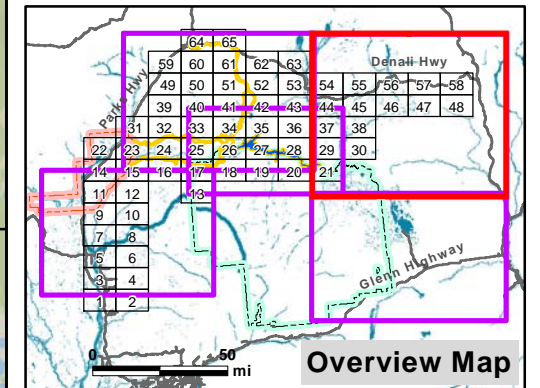 64 65
59 60 61 62 63
Denali Hwy
Parks Hwy
49 50 51 52 53 54 55 56 57 58
39 40 41 42 43 44 45 46 47 48
31 32 33 34 35 36 37 38
22 23 24 25 26 27 28 29 30
14 15 16 17 18 19 20 21
11 12 13
9 10
7 8
5 6
3 4
1 2
Glenn Highway
0 50
mi
Overview Map